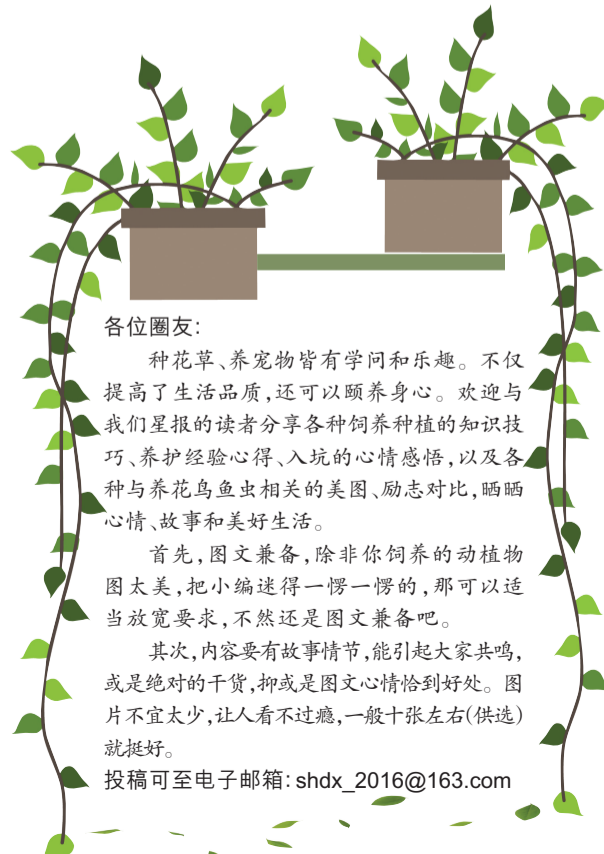 各位圈友：
种花草、养宠物皆有学问和乐趣。不仅
提高了生活品质，还可以颐养身心。欢迎与
我们星报的读者分享各种饲养种植的知识技
巧、养护经验心得、入坑的心情感悟，以及各
种与养花鸟鱼虫相关的美图、励志对比，晒晒
心情、故事和美好生活。
首先，图文兼备，除非你饲养的动植物
图太美，把小编迷得一愣一愣的，那可以适
当放宽要求，不然还是图文兼备吧。
其次，内容要有故事情节，能引起大家共鸣，
或是绝对的干货，抑或是图文心情恰到好处。图
片不宜太少，让人看不过瘾，一般十张左右(供选)
就挺好。
投稿可至电子邮箱：shdx_2016@163.com